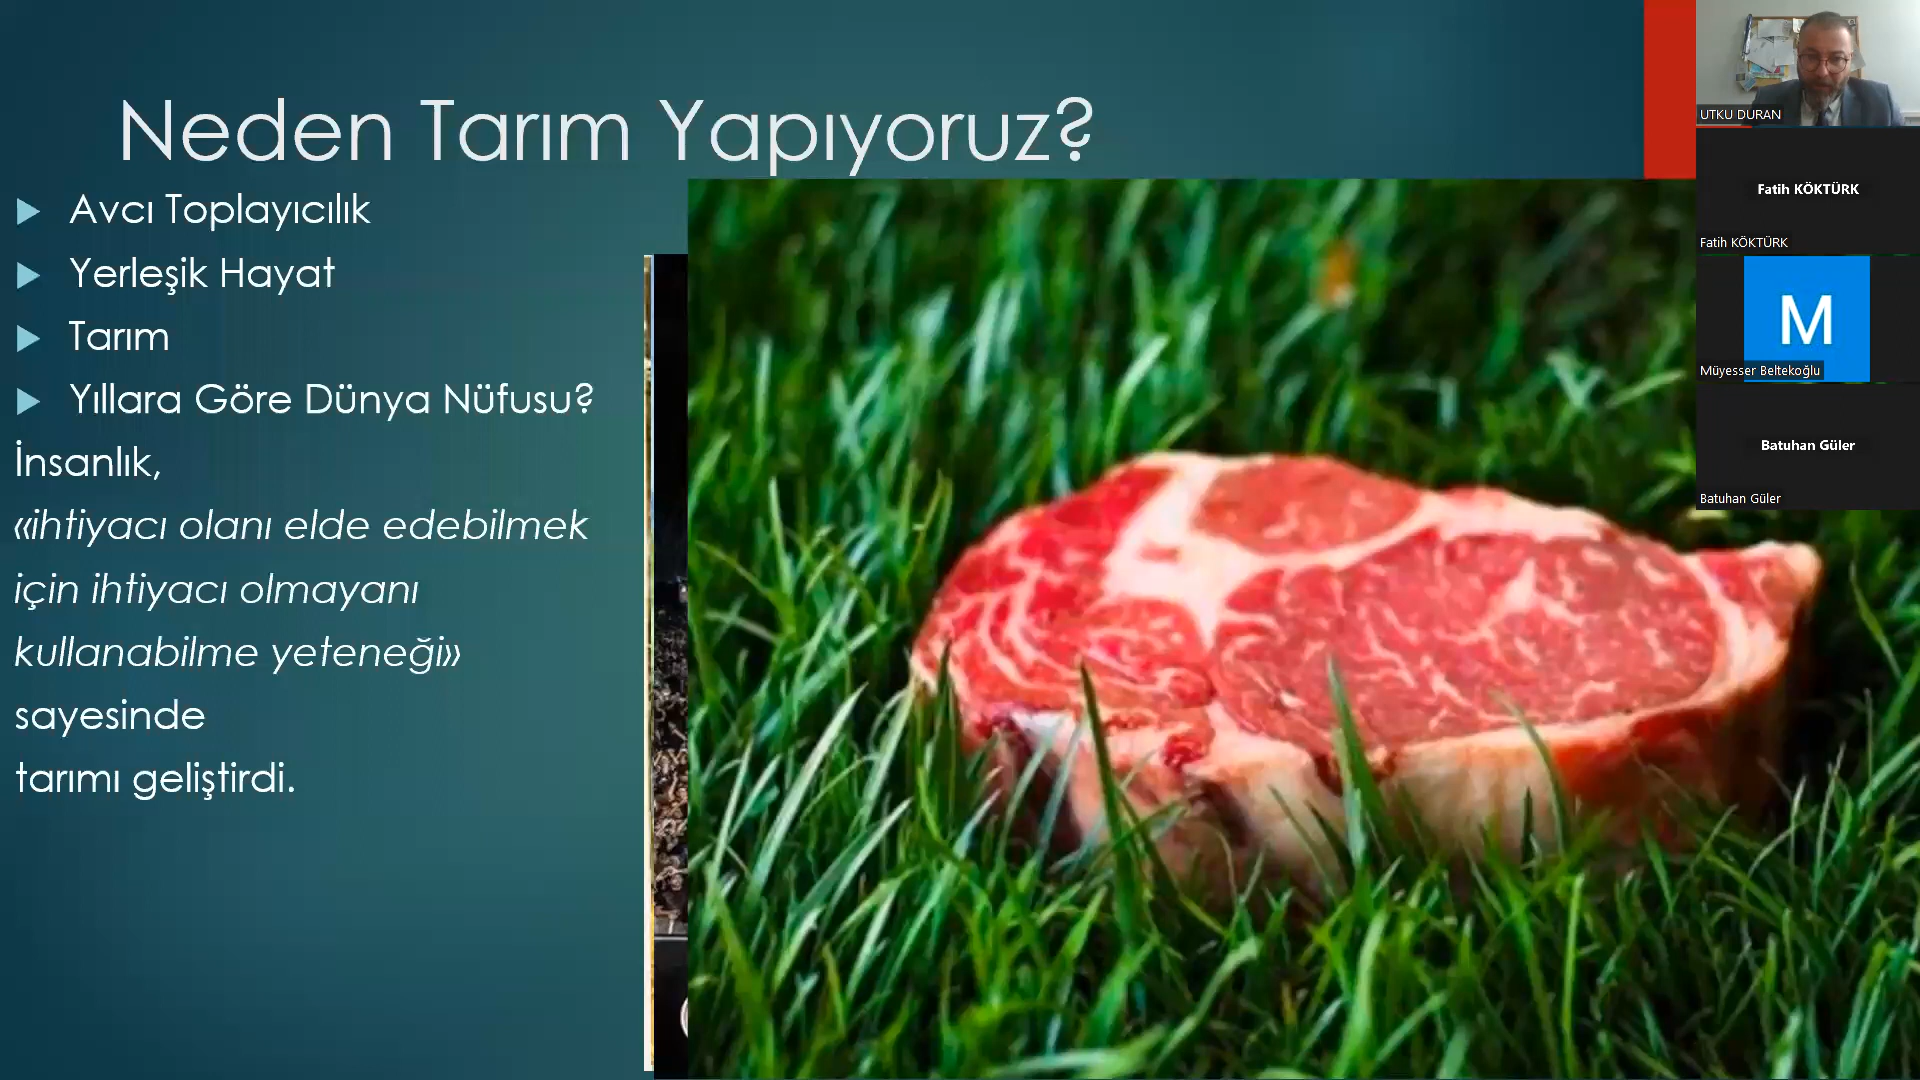 Neden Tarım Yapıyoruz?
Avcı Toplayıcılık
Yerleşik Hayat
Tarım
Yıllara Göre Dünya Nüfusu?
İnsanlık,
«ihtiyacı olanı elde edebilmek
için ihtiyacı olmayanı
kullanabilme yeteneği»
sayesinde
tarımı geliştirdi.
UTKU DURAN
Fatih KÖKTÜRK
Fatih KÖKTÜRK
M
Müyesser Beltekoğlu
Batuhan Güler
Batuhan Güler